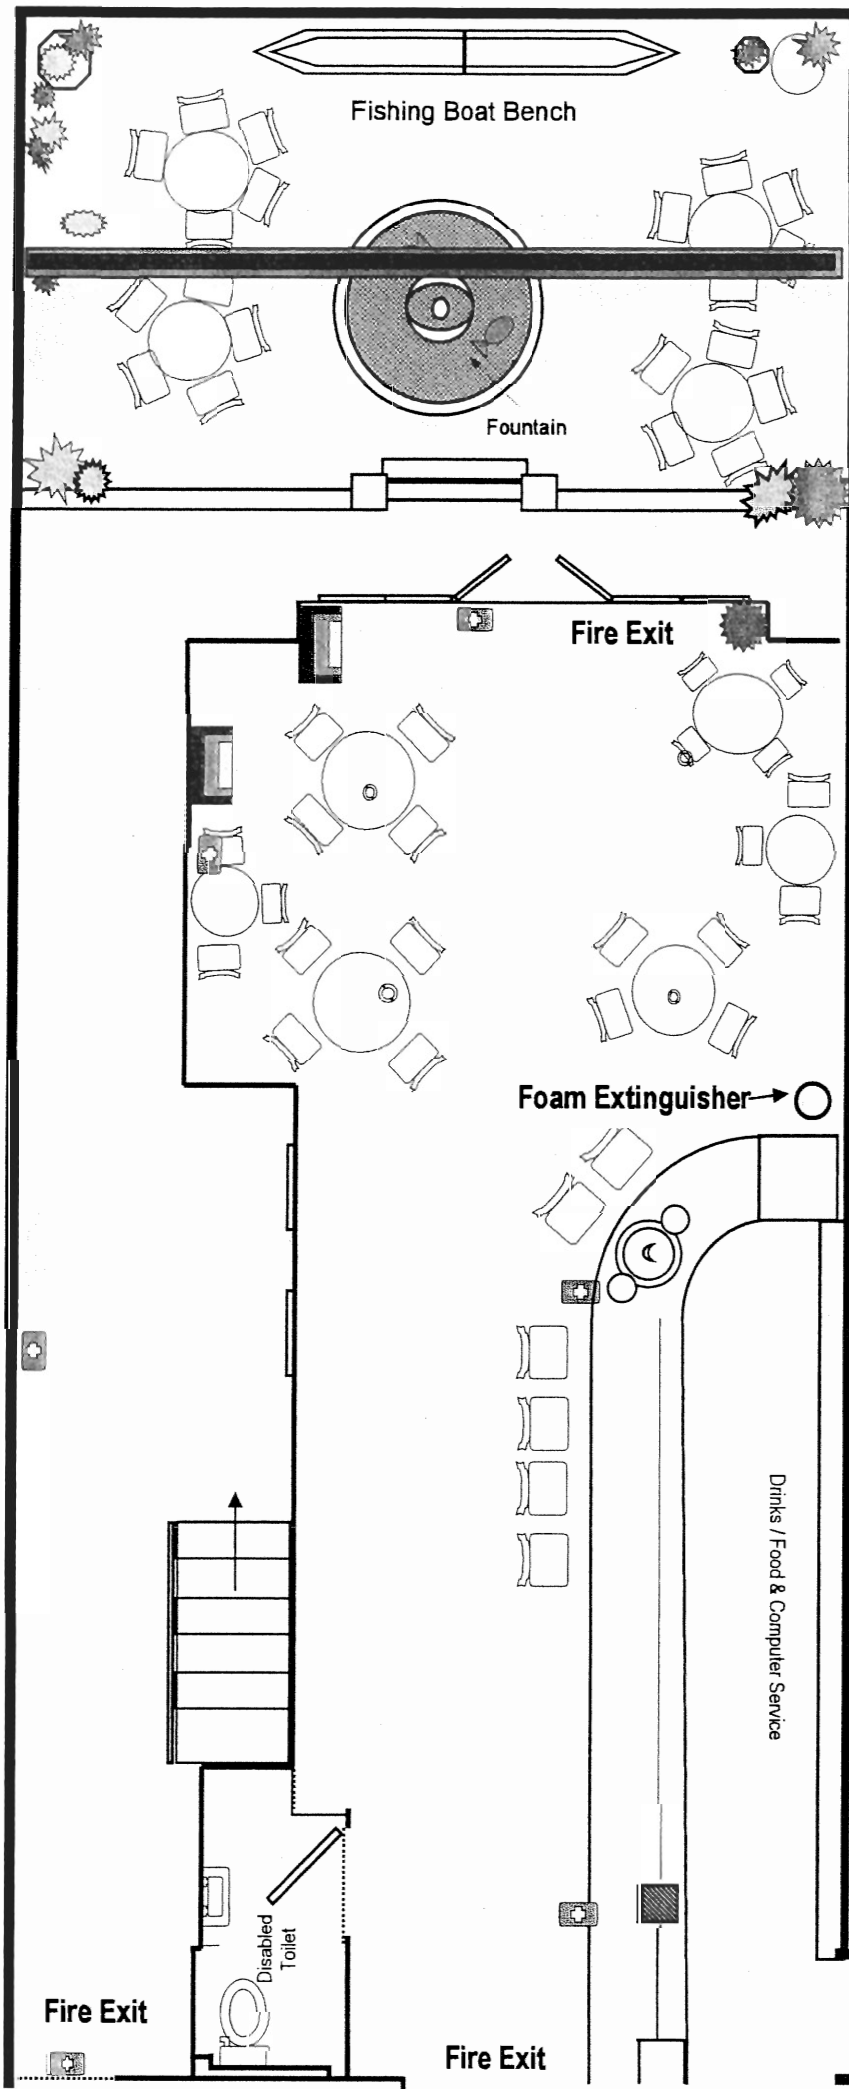 Fishing Boat Bench
Fountain
Fire Exit
Foam Extinguisher
Drinks / Food & Computer Service
Disabled
Toilet
Fire Exit
Fire Exit